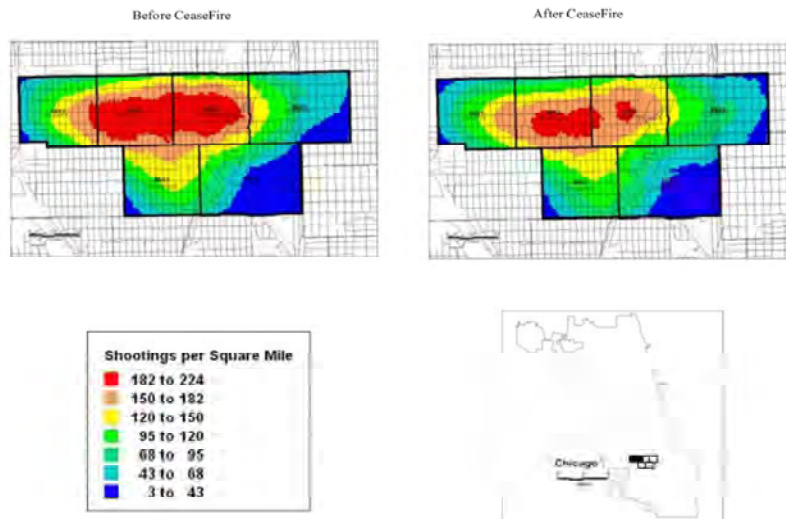 Before CeaseFire
After CeaseFire
Shootings per Square Mile
182 to 224
150 to 182
120 to 150
95 to 120
68 to 95
43 to 68
3 to 43
Chicago